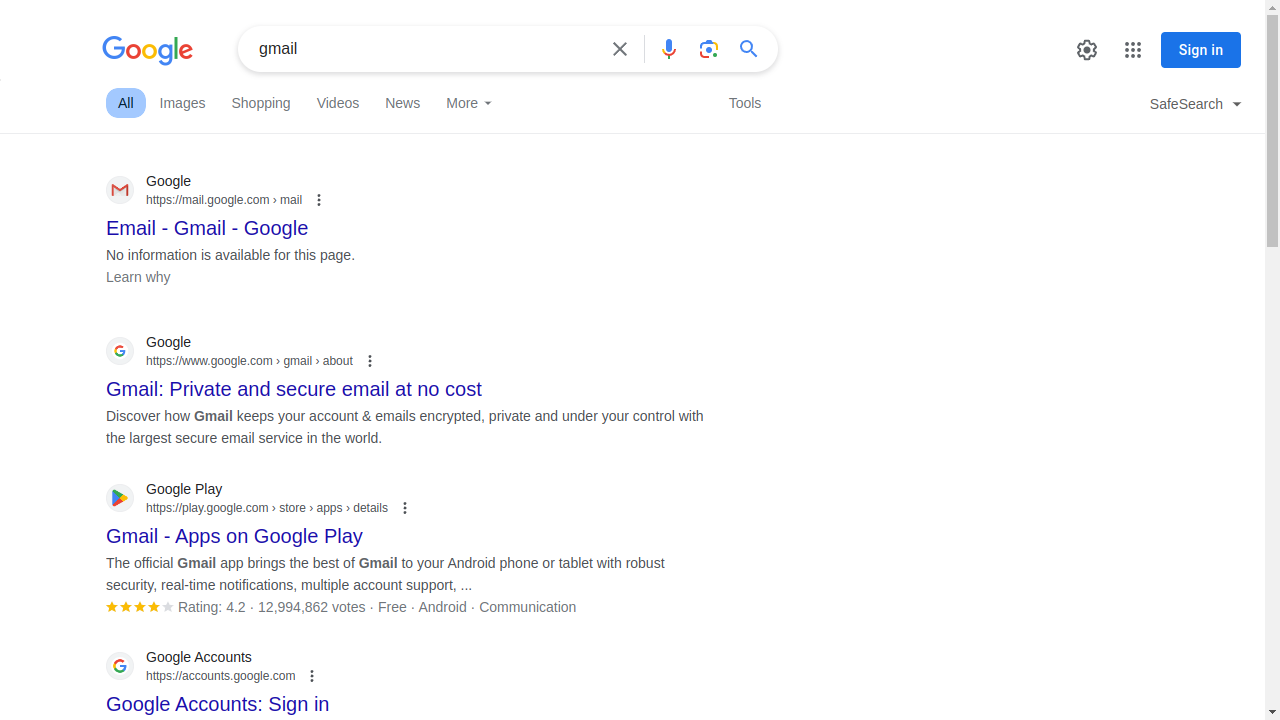 Google
gmail
Sign in
All
Images
Shopping
Videos
News
More
Tools
SafeSearch
Google
https://mail.google.com › mail
Email - Gmail - Google
No information is available for this page.
Learn why
Google
https://www.google.com › gmail › about
Gmail: Private and secure email at no cost
Discover how Gmail keeps your account & emails encrypted, private and under your control with
the largest secure email service in the world.
Google Play
https://play.google.com › store › apps › details
Gmail - Apps on Google Play
The official Gmail app brings the best of Gmail to your Android phone or tablet with robust
security, real-time notifications, multiple account support, ...
Rating: 4.2 · 12,994,862 votes · Free · Android · Communication
Google Accounts
https://accounts.google.com
Google Accounts: Sign in